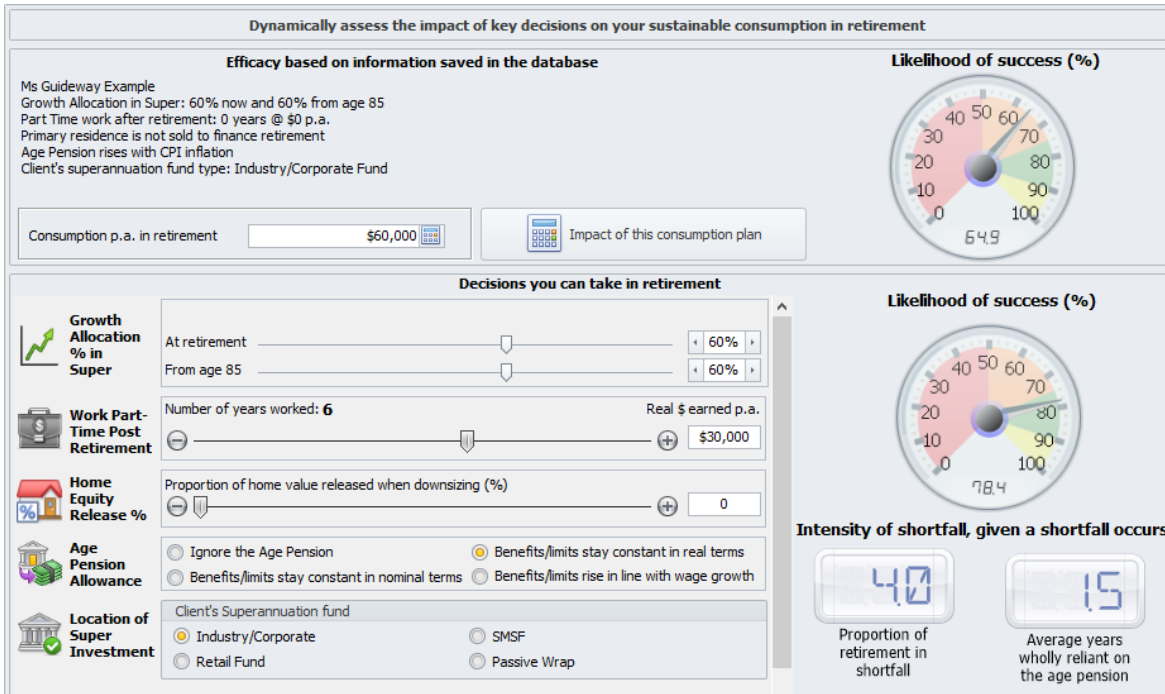 Dynamically assess the impact of key decisions on your sustainable consumption in retirement
Efficacy based on information saved in the database
Ms Guideway Example
Growth Allocation in Super: 60% now and 60% from age 85
Part Time work after retirement: 0 years @ $0 p.a.
Primary residence is not sold to finance retirement
Age Pension rises with CPI inflation
Client's superannuation fund type: Industry/Corporate Fund
Consumption p.a. in retirement
$60,000
Impact of this consumption plan
Likelihood of success (%)
0 10 20 30 40 50 60 70 80 90 100
64.9
Decisions you can take in retirement
Growth
Allocation
% in
Super
At retirement
60%
From age 85
60%
Work Part-
Time Post
Retirement
Number of years worked: 6
Real $ earned p.a.
$30,000
Home
Equity
Release %
Proportion of home value released when downsizing (%)
0
Age
Pension
Allowance
Ignore the Age Pension
Benefits/limits stay constant in real terms
Benefits/limits stay constant in nominal terms
Benefits/limits rise in line with wage growth
Location of
Super
Investment
Client's Superannuation fund
Industry/Corporate
SMSF
Retail Fund
Passive Wrap
Likelihood of success (%)
0 10 20 30 40 50 60 70 80 90 100
78.4
Intensity of shortfall, given a shortfall occurs
4.0
Proportion of
retirement in
shortfall
1.5
Average years
wholly reliant on
the age pension